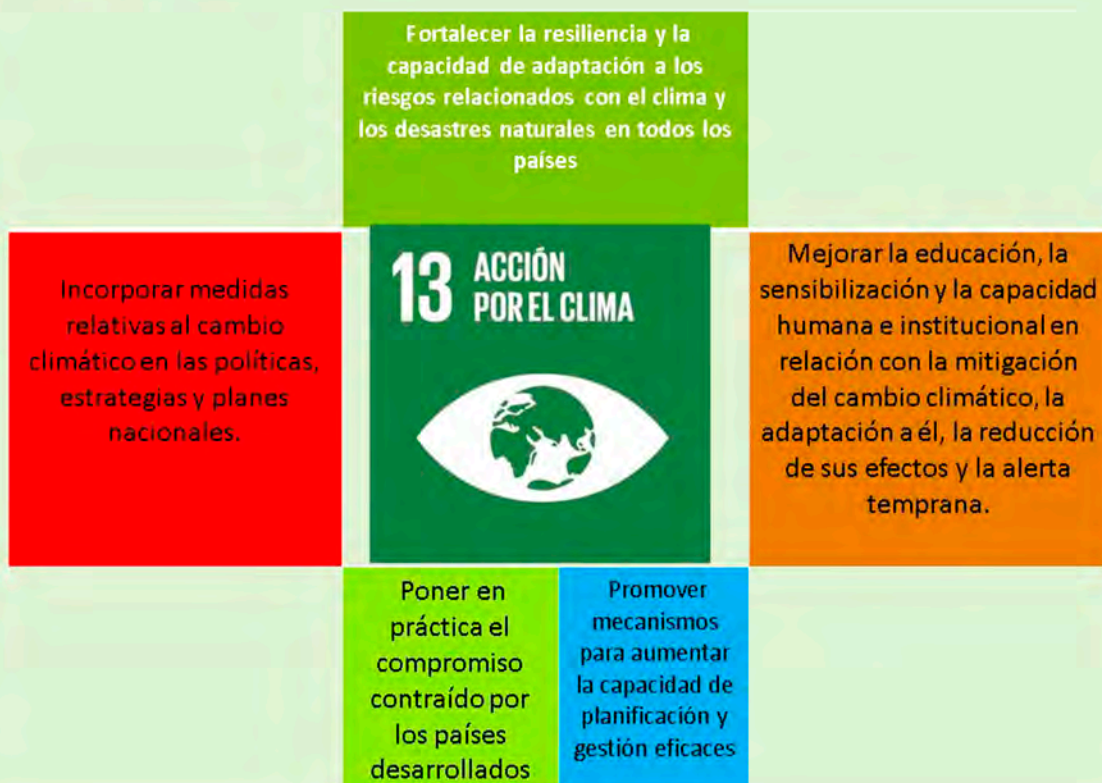 Fortalecer la resiliencia y la
capacidad de adaptación a los
riesgos relacionados con el clima y
los desastres naturales en todos los
países
Incorporar medidas
relativas al cambio
climático en las políticas,
estrategias y planes
nacionales.
13 ACCIÓN
POR EL CLIMA
Mejorar la educación, la
sensibilización y la capacidad
humana e institucional en
relación con la mitigación
del cambio climático, la
adaptación a él, la reducción
de sus efectos y la alerta
temprana.
Poner en
práctica el
compromiso
contraído por
los países
desarrollados
Promover
mecanismos
para aumentar
la capacidad de
planificación y
gestión eficaces